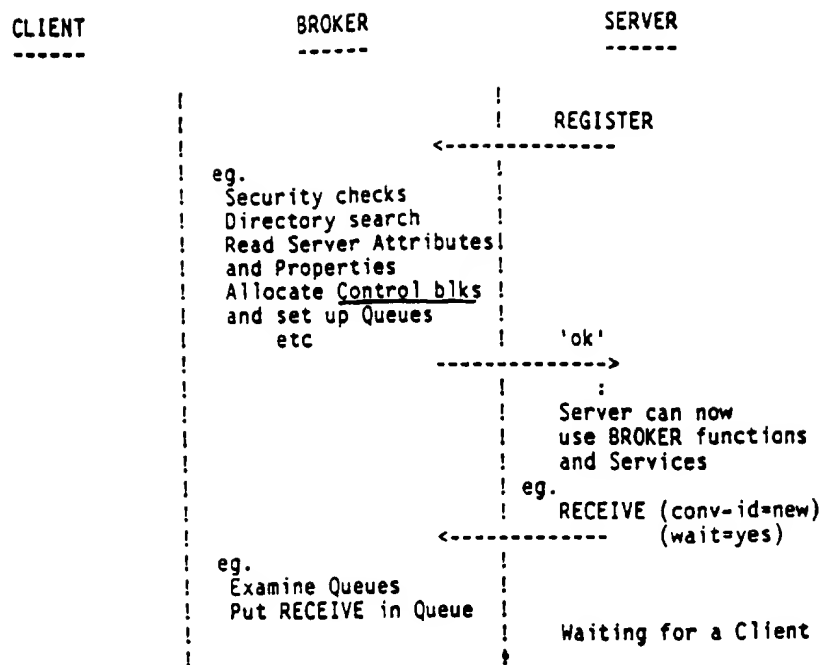 CLIENT BROKER SERVER
REGISTER
eg.
Security checks
Directory search
Read Server Attributes
and Properties
Allocate Control blks
and set up Queues
etc 'ok'
:
Server can now
use BROKER functions
and Services
eg.
RECEIVE (conv-id=new)
(wait=yes)
eg.
Examine Queues
Put RECEIVE in Queue
Waiting for a Client